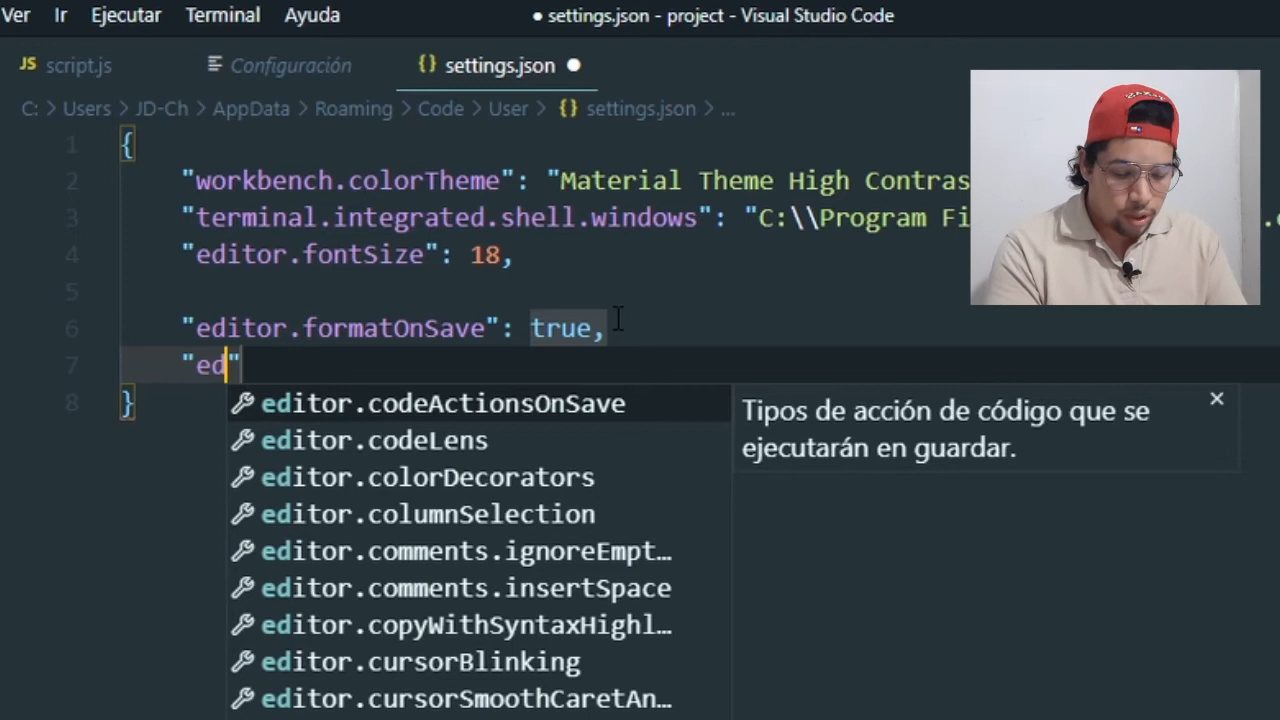 Ver Ir Ejecutar Terminal Ayuda ● settings.json - project - Visual Studio Code
JS script.js Configuración {} settings.json ●
C: > Users > JD-Ch > AppData > Roaming > Code > User > {} settings.json > ...
1 {
2 "workbench.colorTheme": "Material Theme High Contras
3 "terminal.integrated.shell.windows": "C:\\Program Fi
4 "editor.fontSize": 18,
5
6 "editor.formatOnSave": true,
7 "ed"
8 }
editor.codeActionsOnSave
editor.codeLens
editor.colorDecorators
editor.columnSelection
editor.comments.ignoreEmpt…
editor.comments.insertSpace
editor.copyWithSyntaxHighl…
editor.cursorBlinking
editor.cursorSmoothCaretAn…
Tipos de acción de código que se
ejecutarán en guardar.